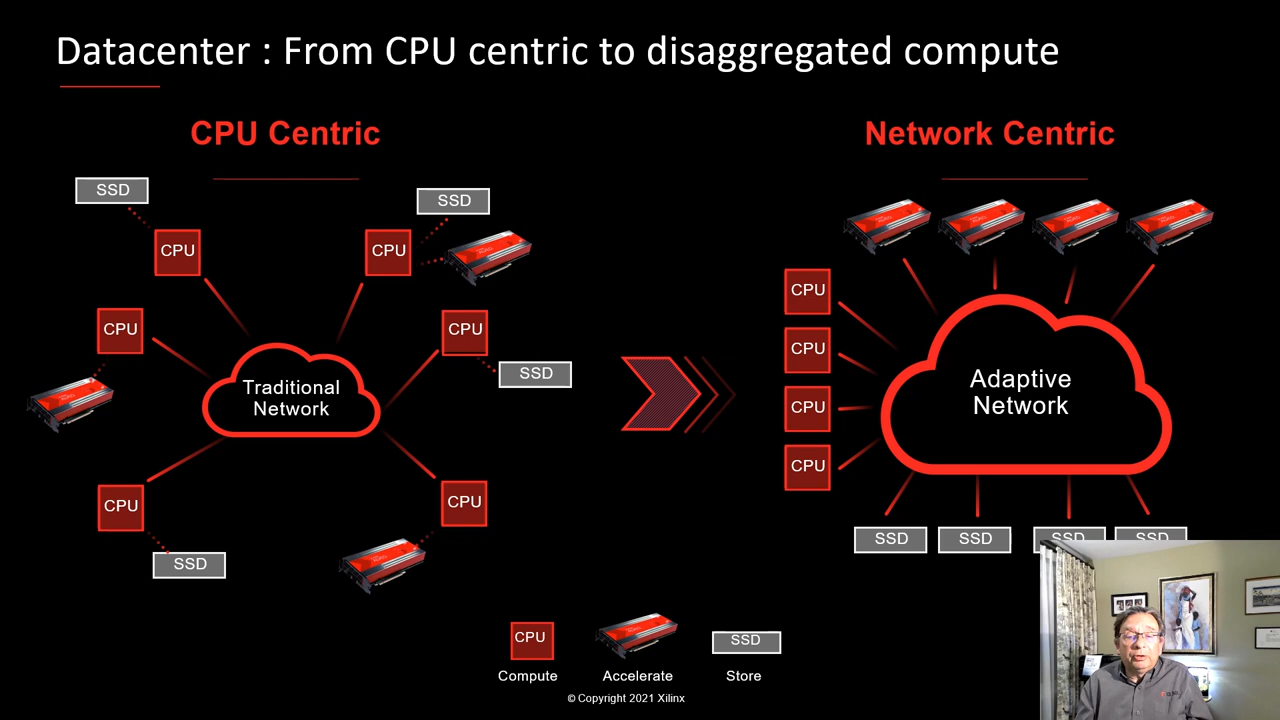 Datacenter : From CPU centric to disaggregated compute
CPU Centric
Network Centric
SSD
SSD
CPU
CPU
CPU
CPU
SSD
Traditional
Network
CPU
CPU
SSD
CPU
CPU
CPU
CPU
Adaptive
Network
SSD
SSD
SSD
SSD
CPU
SSD
Compute
Accelerate
Store
© Copyright 2021 Xilinx